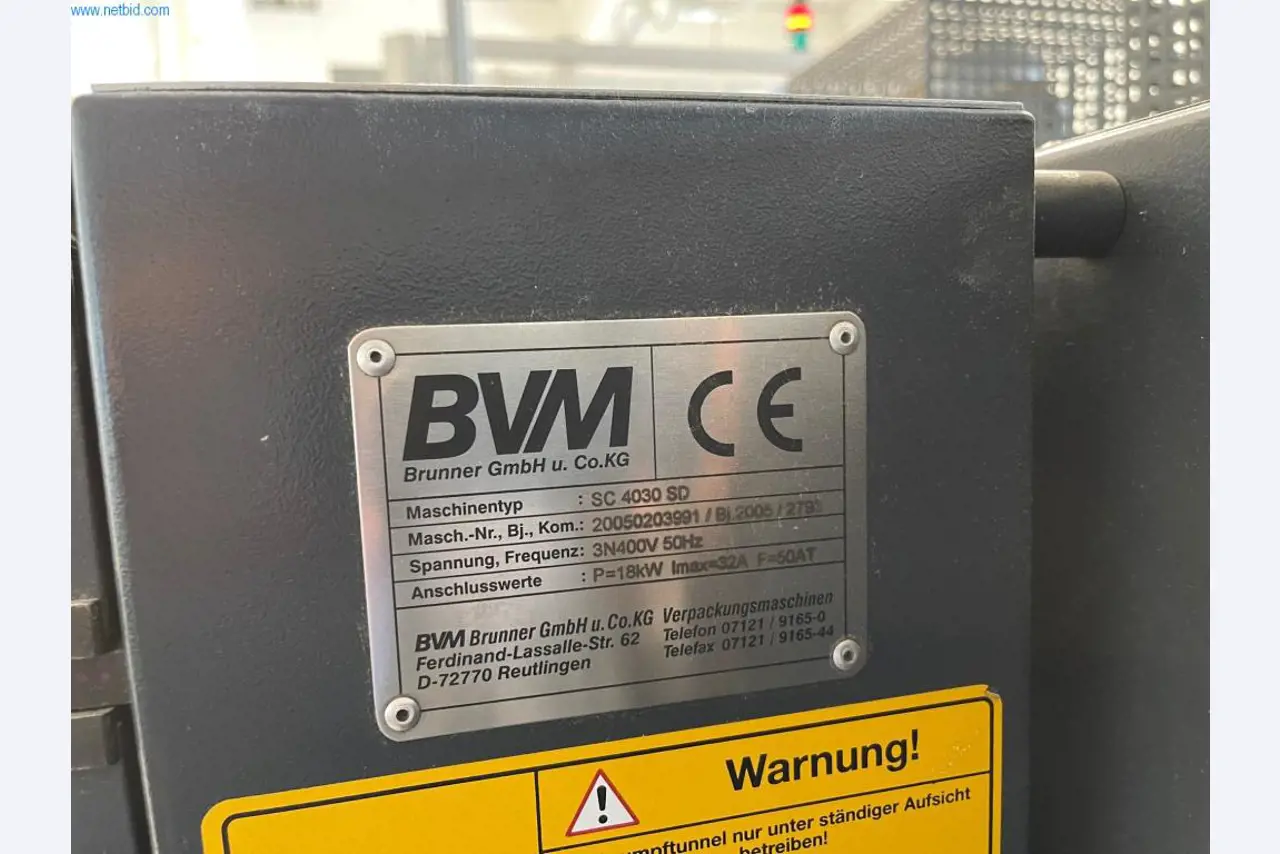 www.netbid.com
BVM
CE
Brunner GmbH u. Co.KG
Maschinentyp : SC 4030 SD
Masch.-Nr., Bj., Kom.: 20050203991 / Bj.2005 /
Spannung, Frequenz: 3N400V 50Hz
Anschlusswerte : P=18kW Imax=32A F=50AT
BVM Brunner GmbH u. Co.KG Verpackungsmaschinen
Ferdinand-Lassalle-Str. 62 Telefon 07121 / 9165-0
D-72770 Reutlingen Telefax 07121 / 9165-44
Warnung!
nur unter ständiger Aufsicht
betreiben!